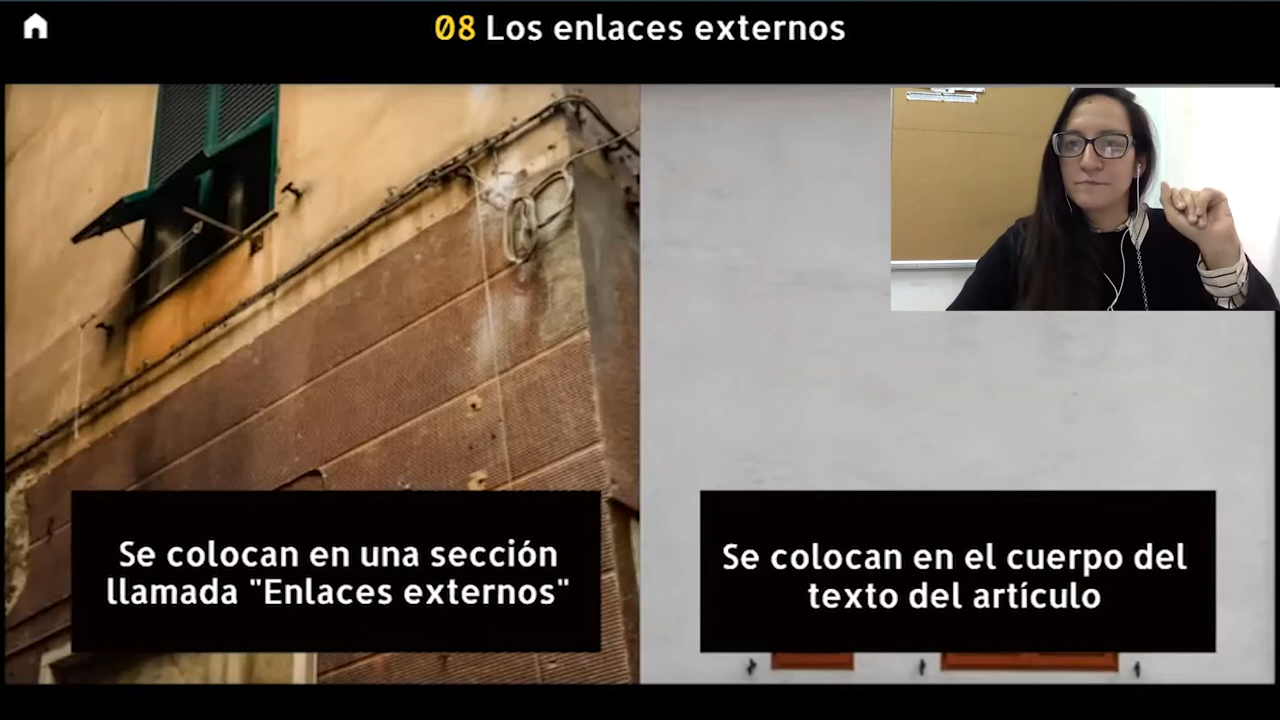 08 Los enlaces externos
Se colocan en una sección
llamada "Enlaces externos"
Se colocan en el cuerpo del
texto del artículo